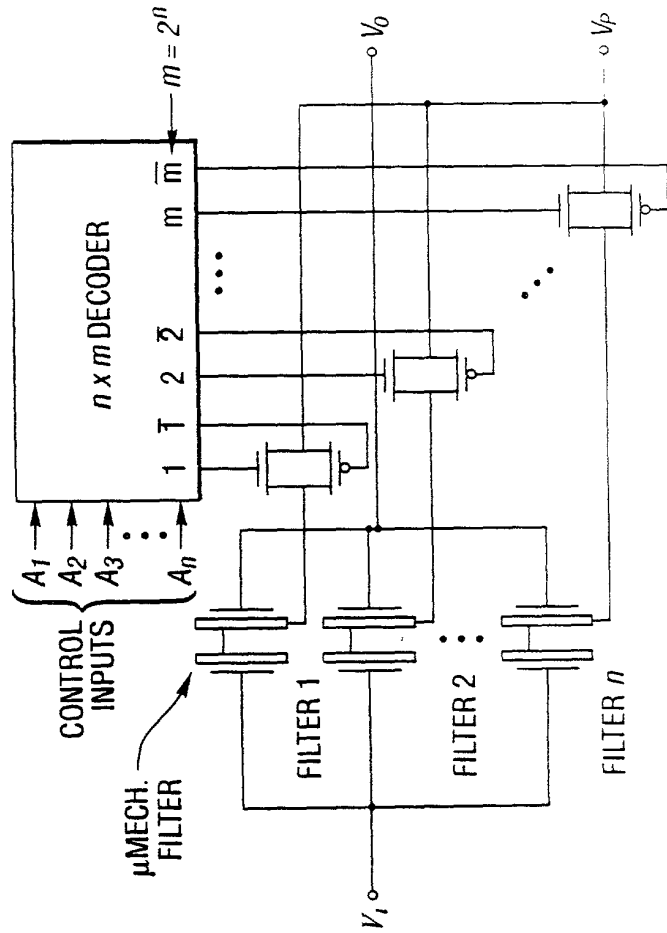 CONTROL
INPUTS
A1
A2
A3
An
n x m DECODER
1 1̅ 2 2̅ m m̅
m = 2^n
μMECH.
FILTER
FILTER 1
FILTER 2
FILTER n
VI
VO
VP